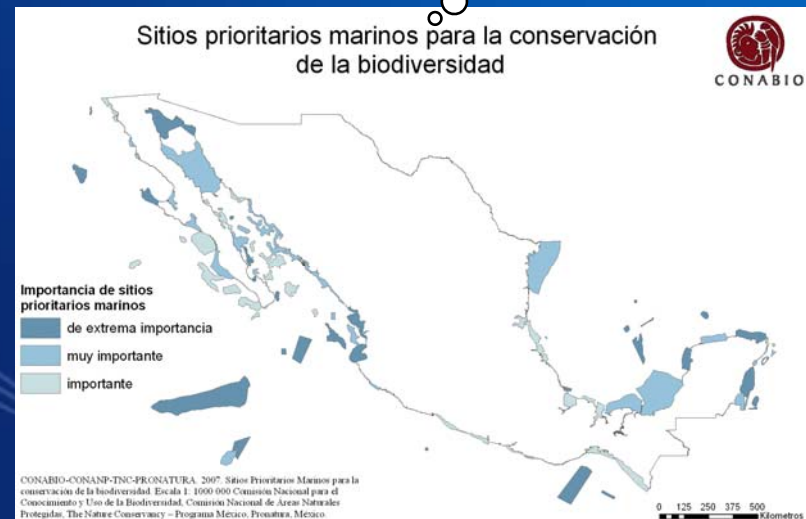 Sitios prioritarios marinos para la conservación
de la biodiversidad
CONABIO
Importancia de sitios
prioritarios marinos
de extrema importancia
muy importante
importante
CONABIO-CONANP-TNC-PRONATURA. 2007. Sitios Prioritarios Marinos para la
conservación de la biodiversidad. Escala 1: 1000 000 Comisión Nacional para el
Conocimiento y Uso de la Biodiversidad, Comisión Nacional de Áreas Naturales
Protegidas, The Nature Conservancy – Programa México, Pronatura, México.
0 125 250 375 500
Kilometros